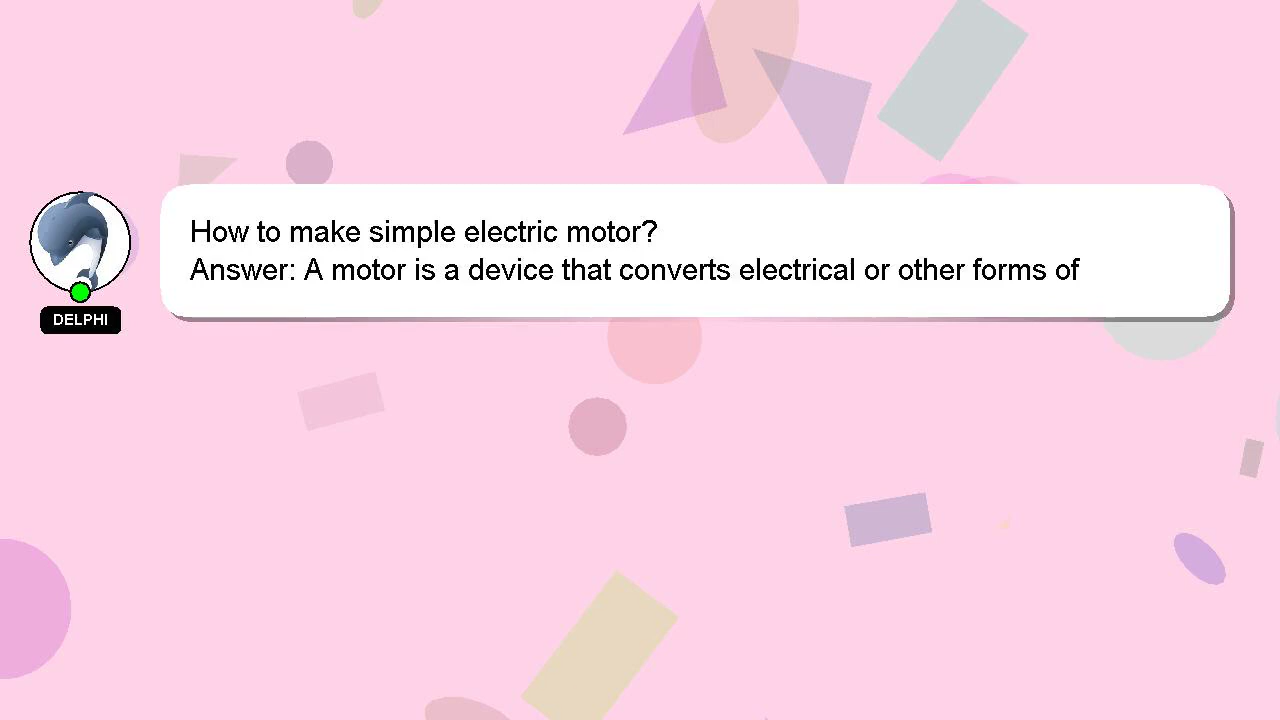 How to make simple electric motor?
Answer: A motor is a device that converts electrical or other forms of
DELPHI